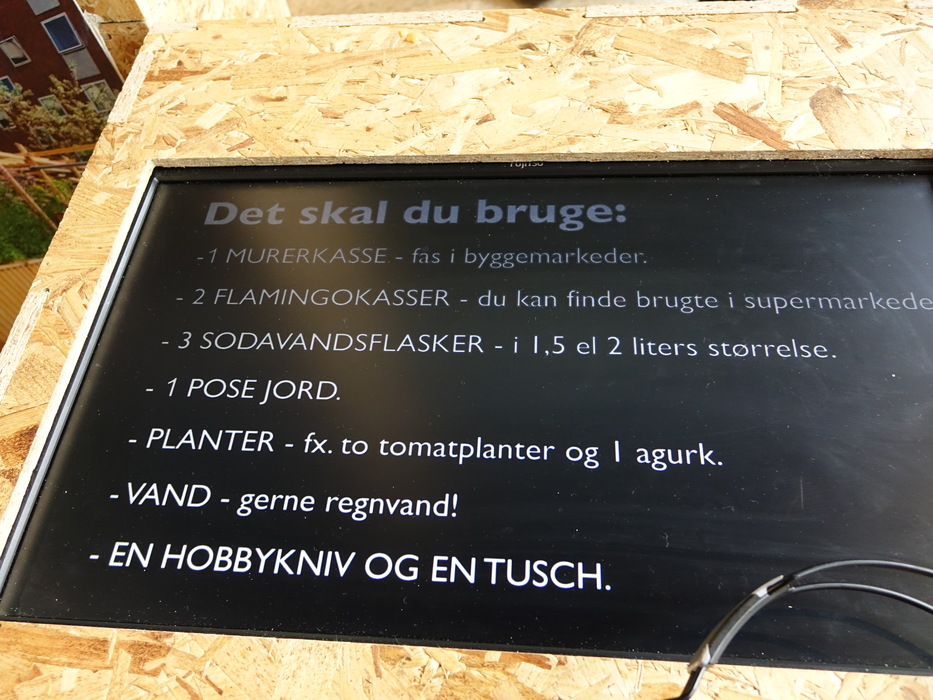 FUJITSU
Det skal du bruge:
-1 MURERKASSE - fås i byggemarkeder.
- 2 FLAMINGOKASSER - du kan finde brugte i supermarkede
- 3 SODAVANDSFLASKER - i 1,5 el 2 liters størrelse.
- 1 POSE JORD.
- PLANTER - fx. to tomatplanter og 1 agurk.
- VAND - gerne regnvand!
- EN HOBBYKNIV OG EN TUSCH.